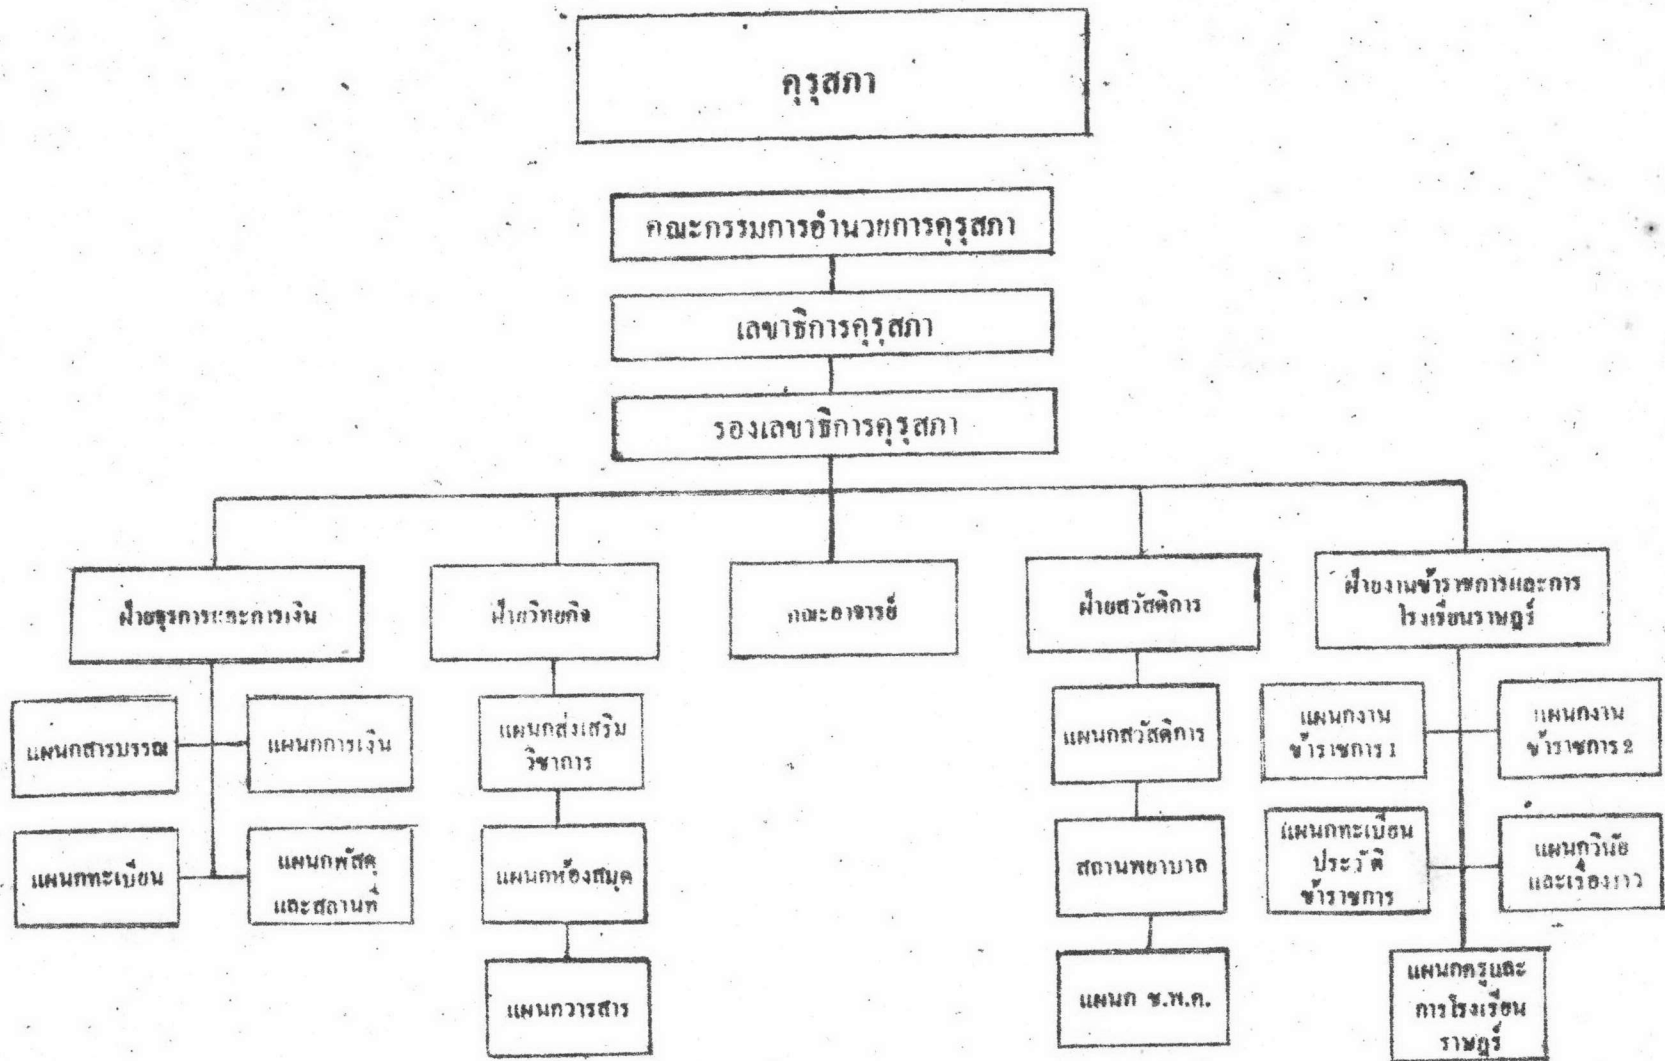 คุรุสภา
คณะกรรมการอำนวยการคุรุสภา
เลขาธิการคุรุสภา
รองเลขาธิการคุรุสภา
ฝ่ายธุรการและการเงิน
ฝ่ายวิทยกิจ
คณะอาจารย์
ฝ่ายสวัสดิการ
ฝ่ายงานข้าราชการและการ
โรงเรียนราษฎร์
แผนกสารบรรณ
แผนกการเงิน
แผนกส่งเสริม
วิชาการ
แผนกสวัสดิการ
แผนกงาน
ข้าราชการ 1
แผนกงาน
ข้าราชการ 2
แผนกทะเบียน
แผนกพัสดุ
และสถานที่
แผนกห้องสมุด
สถานพยาบาล
แผนกทะเบียน
ประวัติ
ข้าราชการ
แผนกวินัย
และเรื่องราว
แผนกวารสาร
แผนก ช.พ.ค.
แผนกครูและ
การโรงเรียน
ราษฎร์